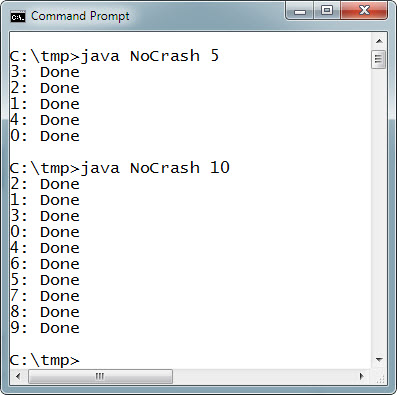 Command Prompt
C:\tmp>java NoCrash 5
3: Done
2: Done
1: Done
4: Done
0: Done
C:\tmp>java NoCrash 10
2: Done
1: Done
3: Done
0: Done
4: Done
6: Done
5: Done
7: Done
8: Done
9: Done
C:\tmp>